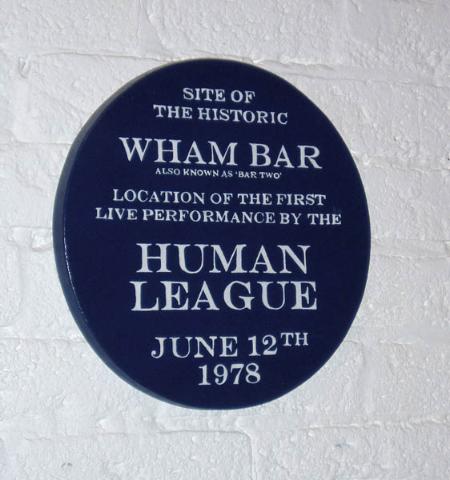 SITE OF
THE HISTORIC
WHAM BAR
ALSO KNOWN AS 'BAR TWO'
LOCATION OF THE FIRST
LIVE PERFORMANCE BY THE
HUMAN
LEAGUE
JUNE 12TH
1978